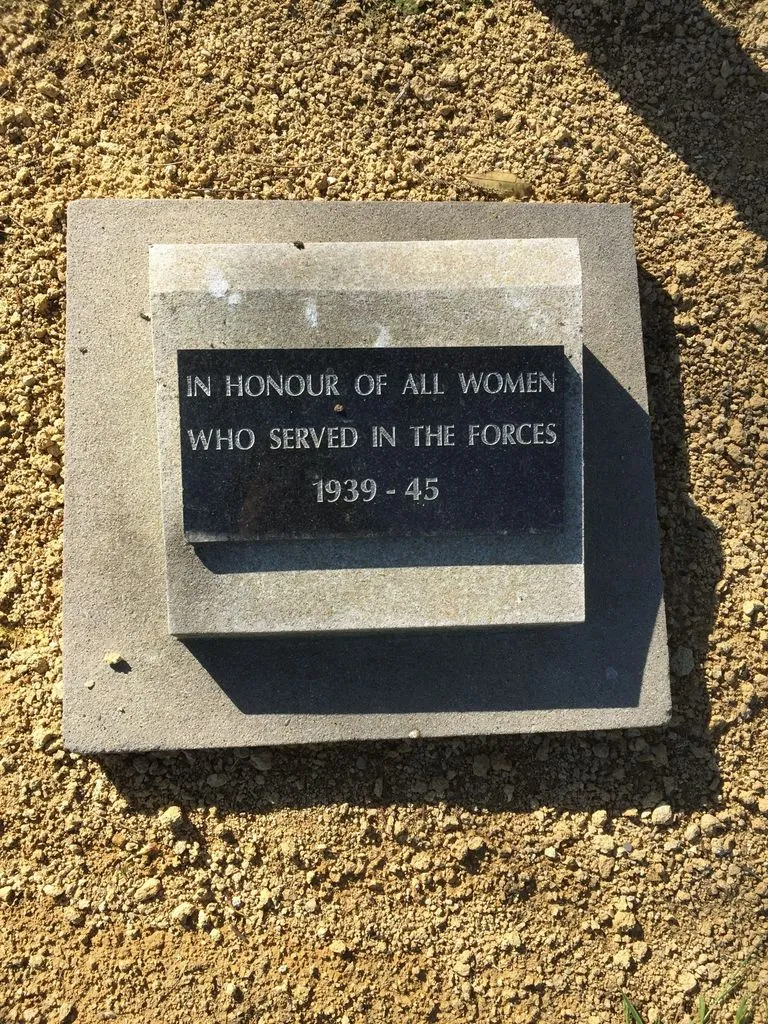 IN HONOUR OF ALL WOMEN
WHO SERVED IN THE FORCES
1939 - 45